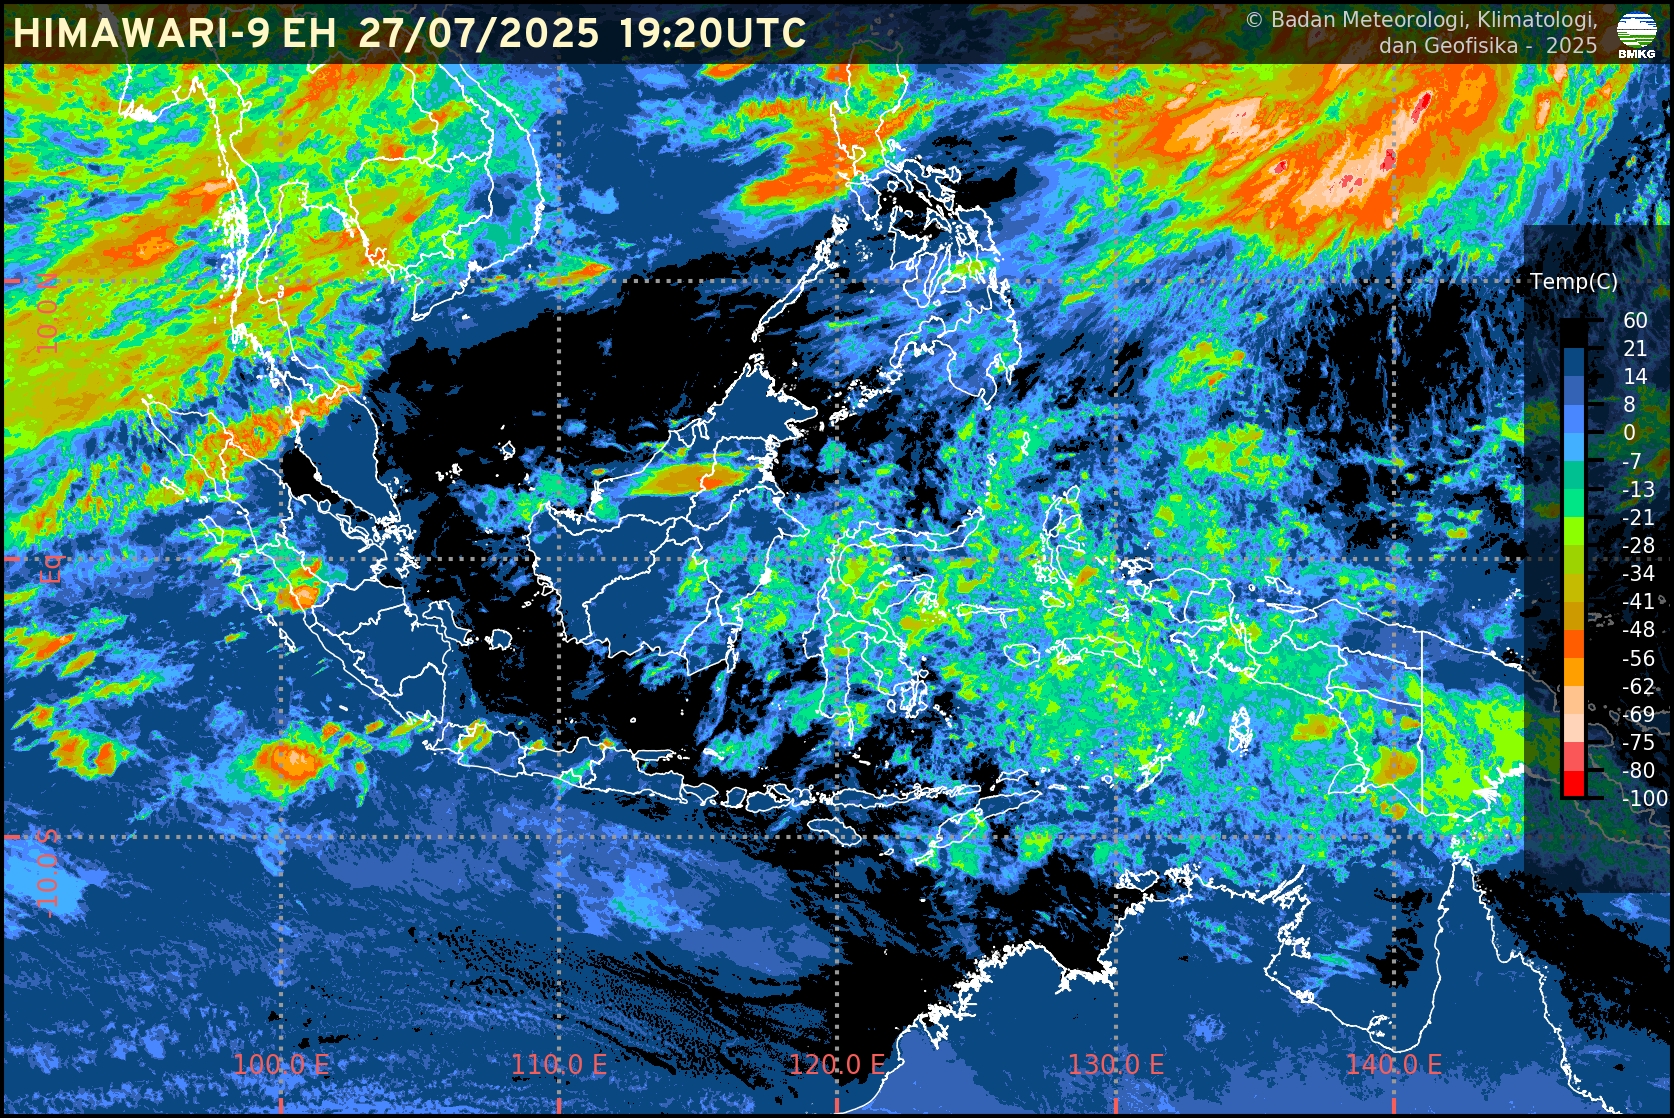 HIMAWARI-9 EH 27/07/2025 19:20UTC
© Badan Meteorologi, Klimatologi,
dan Geofisika - 2025
BMKG
Temp(C)
60
21
14
8
0
-7
-13
-21
-28
-34
-41
-48
-56
-62
-69
-75
-80
-100
10.0 N
Eq
-10.0 S
100.0 E
110.0 E
120.0 E
130.0 E
140.0 E